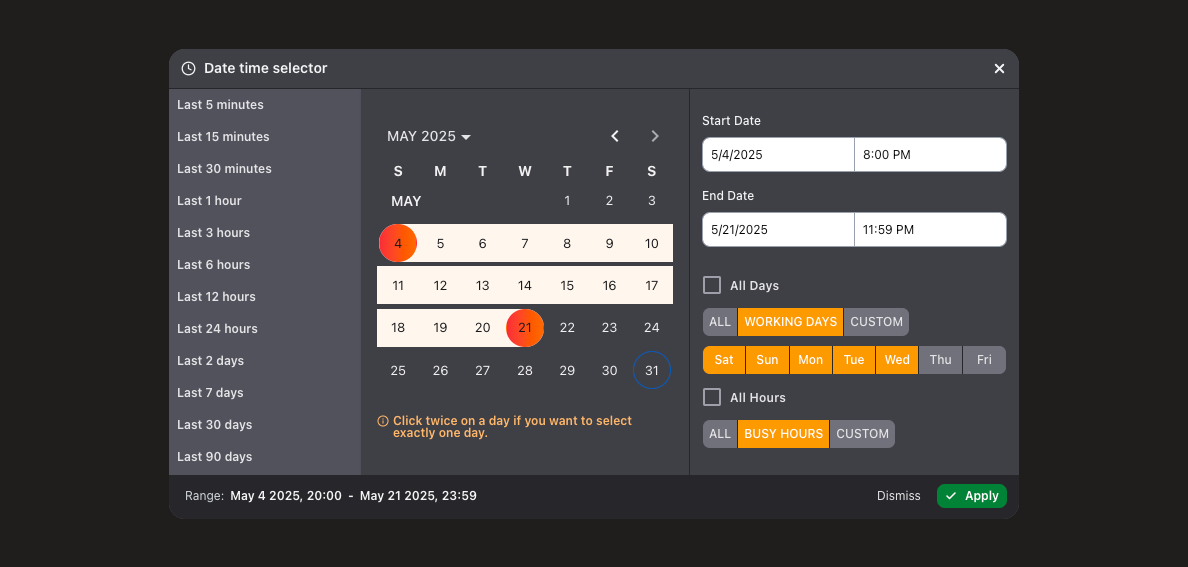 Date time selector
Last 5 minutes
Last 15 minutes
Last 30 minutes
Last 1 hour
Last 3 hours
Last 6 hours
Last 12 hours
Last 24 hours
Last 2 days
Last 7 days
Last 30 days
Last 90 days
MAY 2025
S M T W T F S
MAY 1 2 3
4 5 6 7 8 9 10
11 12 13 14 15 16 17
18 19 20 21 22 23 24
25 26 27 28 29 30 31
Click twice on a day if you want to select
exactly one day.
Start Date
5/4/2025 8:00 PM
End Date
5/21/2025 11:59 PM
All Days
ALL WORKING DAYS CUSTOM
Sat Sun Mon Tue Wed Thu Fri
All Hours
ALL BUSY HOURS CUSTOM
Range: May 4 2025, 20:00 - May 21 2025, 23:59
Dismiss Apply